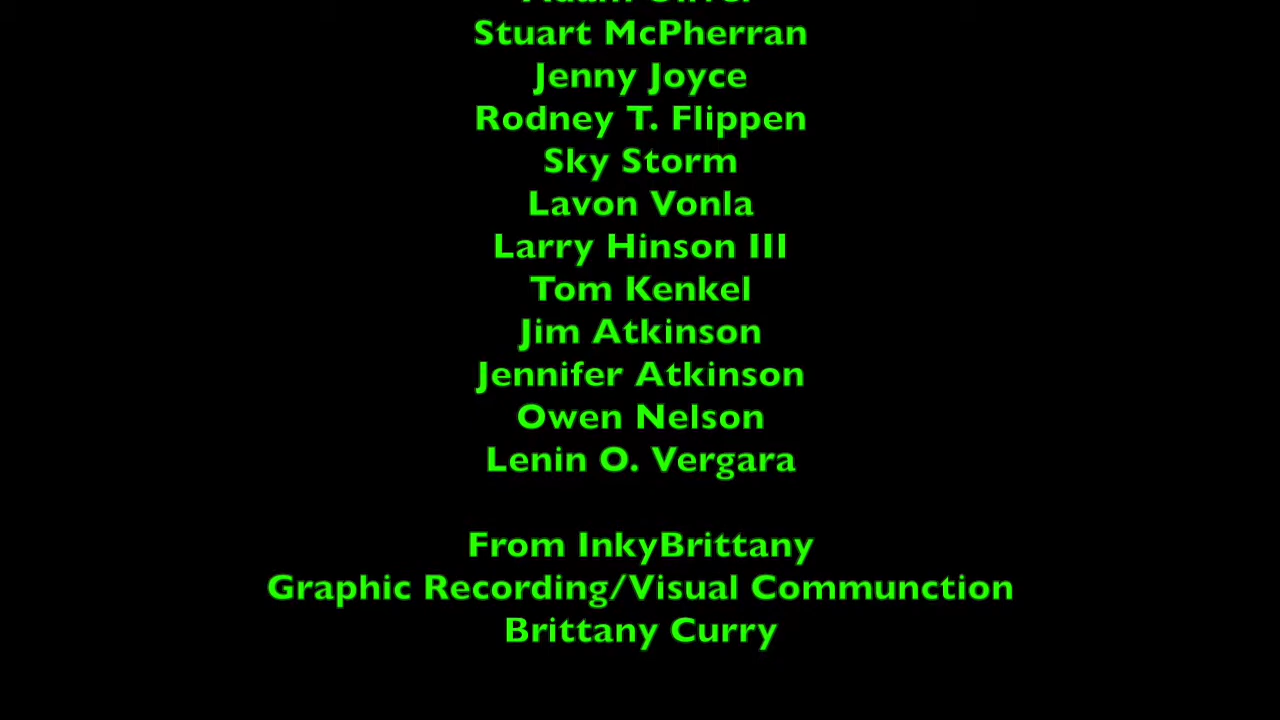 Stuart McPherran
Jenny Joyce
Rodney T. Flippen
Sky Storm
Lavon Vonla
Larry Hinson III
Tom Kenkel
Jim Atkinson
Jennifer Atkinson
Owen Nelson
Lenin O. Vergara
From InkyBrittany
Graphic Recording/Visual Communction
Brittany Curry